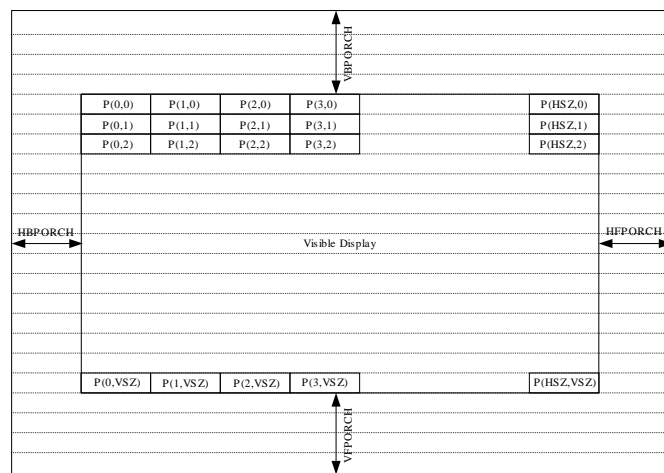 VBPORCH
P(0,0) P(1,0) P(2,0) P(3,0) P(HSZ,0)
P(0,1) P(1,1) P(2,1) P(3,1) P(HSZ,1)
P(0,2) P(1,2) P(2,2) P(3,2) P(HSZ,2)
HBPORCH HFPORCH
Visible Display
P(0,VSZ) P(1,VSZ) P(2,VSZ) P(3,VSZ) P(HSZ,VSZ)
VFPORCH